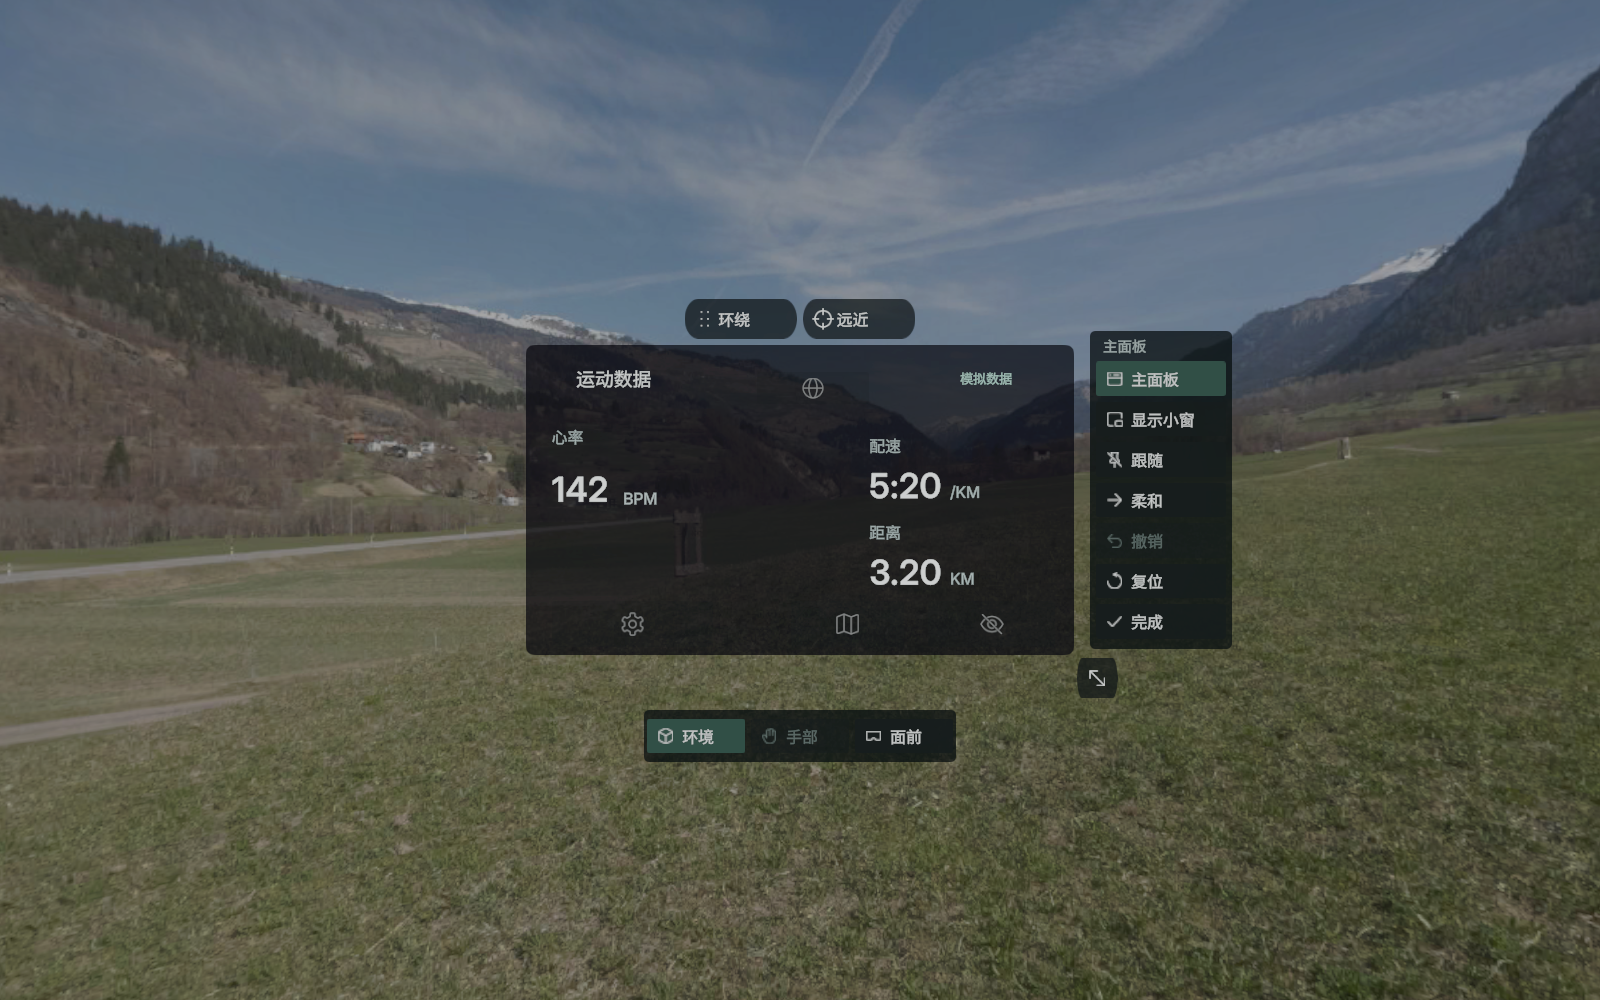 环绕
远近
运动数据
模拟数据
心率
142 BPM
配速
5:20 /KM
距离
3.20 KM
主面板
主面板
显示小窗
跟随
柔和
撤销
复位
完成
环境
手部
面前